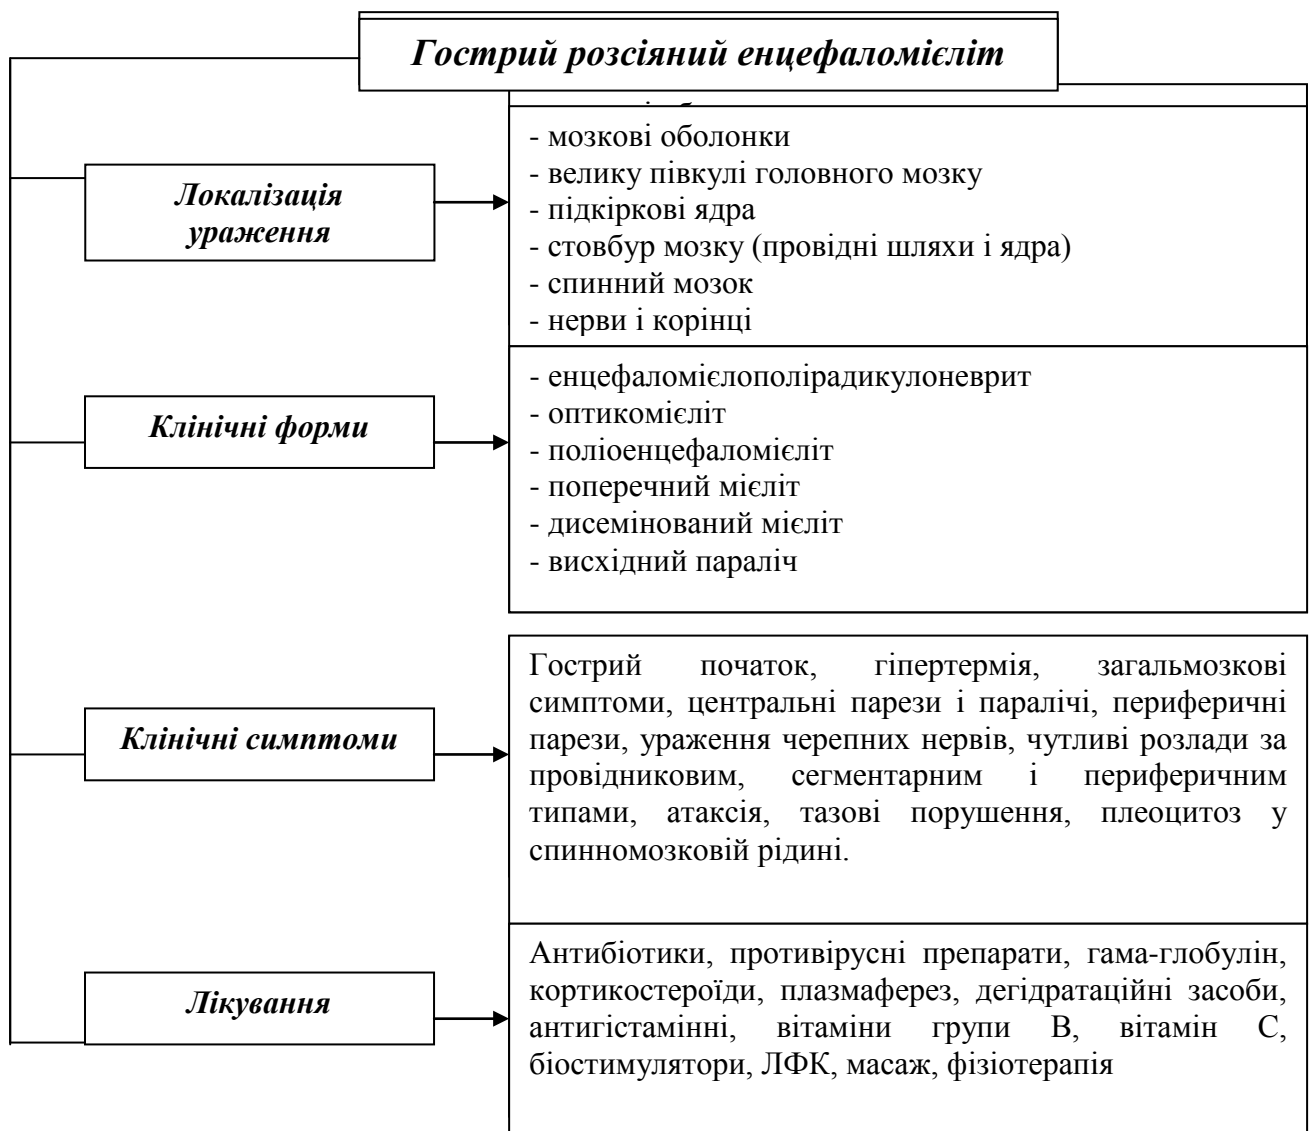 Гострий розсіяний енцефаломієліт
Локалізація
ураження
- мозкові оболонки
- велику півкулі головного мозку
- підкіркові ядра
- стовбур мозку (провідні шляхи і ядра)
- спинний мозок
- нерви і корінці
Клінічні форми
- енцефаломієлополірадикулоневрит
- оптикомієліт
- поліоенцефаломієліт
- поперечний мієліт
- дисемінований мієліт
- висхідний параліч
Клінічні симптоми
Гострий початок, гіпертермія, загальмозкові
симптоми, центральні парези і паралічі, периферичні
парези, ураження черепних нервів, чутливі розлади за
провідниковим, сегментарним і периферичним
типами, атаксія, тазові порушення, плеоцитоз у
спинномозковій рідині.
Лікування
Антибіотики, противірусні препарати, гама-глобулін,
кортикостероїди, плазмаферез, дегідратаційні засоби,
антигістамінні, вітаміни групи В, вітамін С,
біостимулятори, ЛФК, масаж, фізіотерапія